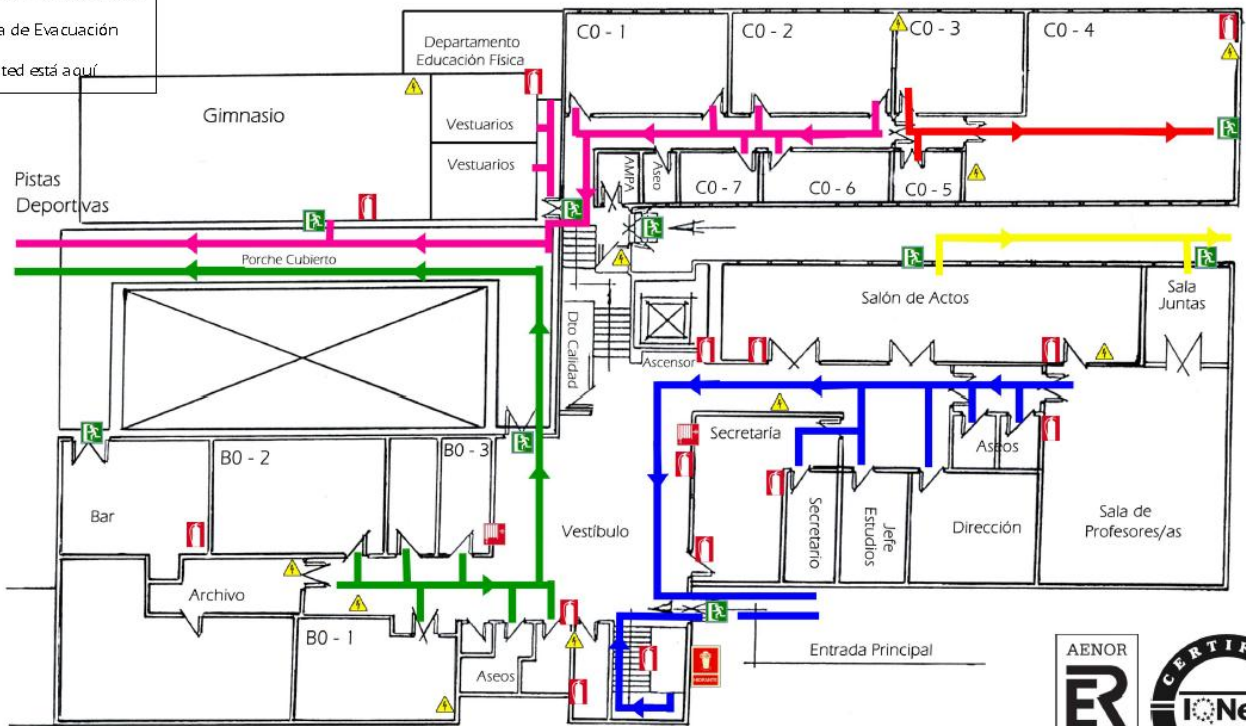 a de Evacuación
ted está aquí
Departamento
Educación Física
C0 - 1
C0 - 2
C0 - 3
C0 - 4
Gimnasio
Vestuarios
Vestuarios
Pistas
Deportivas
AMPA
Aseo
C0 - 7
C0 - 6
C0 - 5
Porche Cubierto
Dto Calidad
Ascensor
Salón de Actos
Sala
Juntas
B0 - 2
B0 - 3
Secretaría
Aseos
Bar
Vestíbulo
Secretario
Jefe
Estudios
Dirección
Sala de
Profesores/as
Archivo
B0 - 1
Aseos
Entrada Principal
AENOR
ER
CERTIF
IQNe